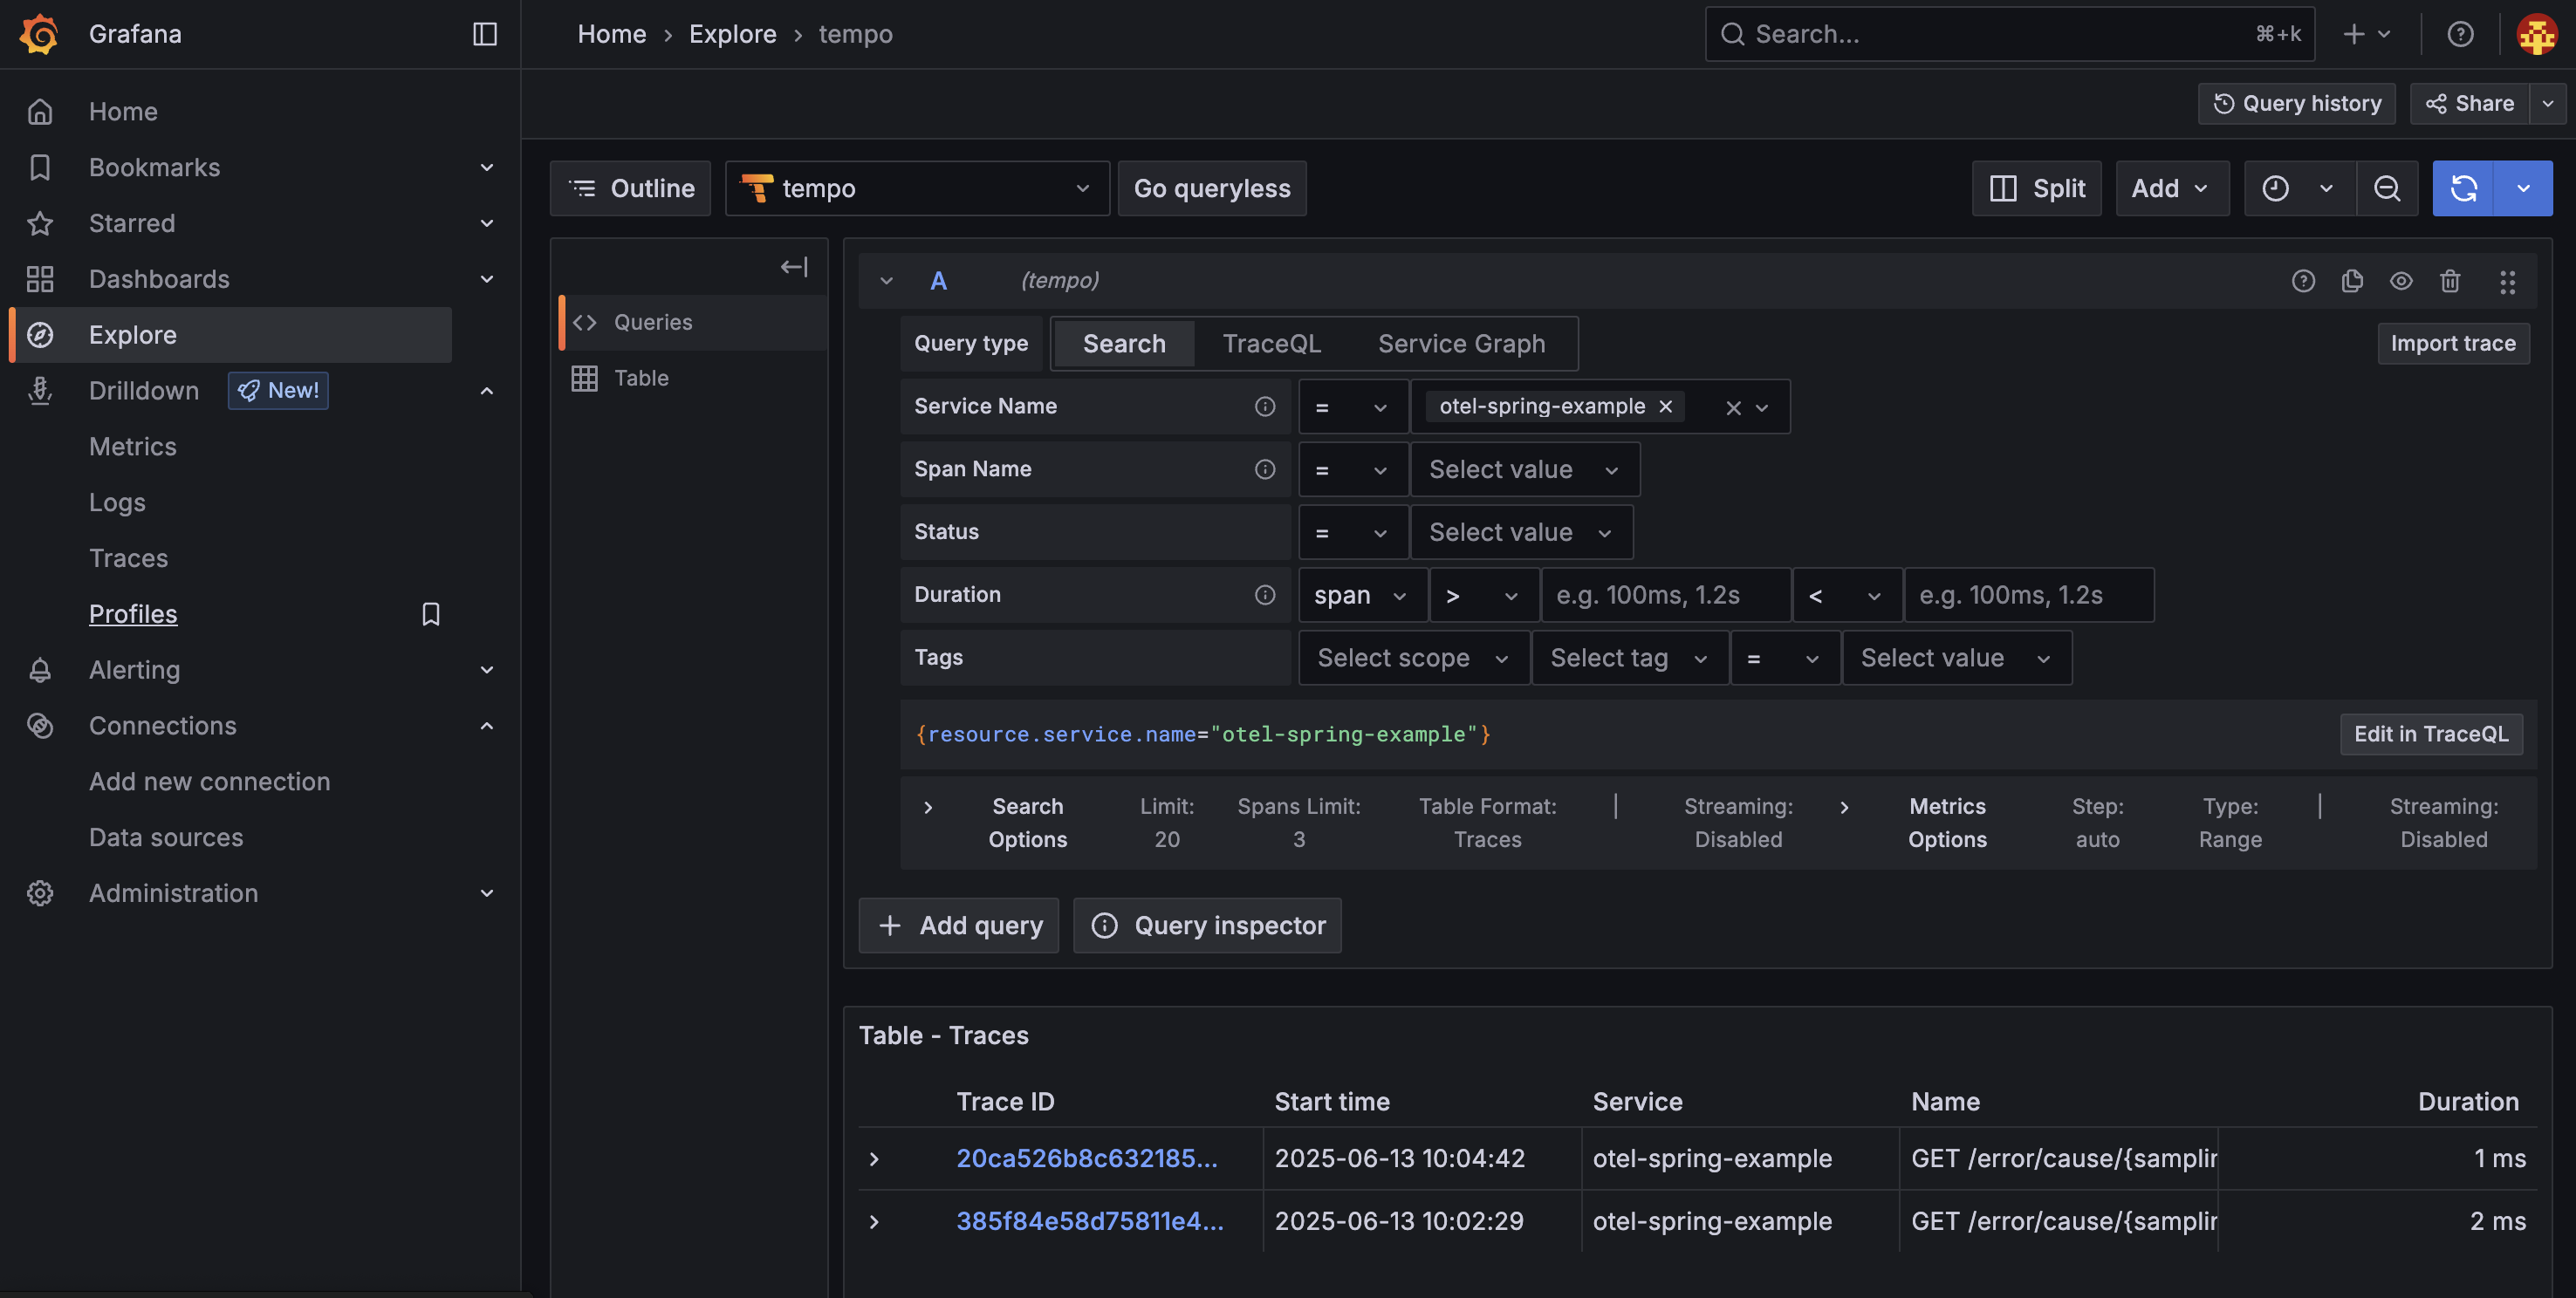 Grafana
Home › Explore › tempo
Search... ⌘+k
Home
Bookmarks
Starred
Dashboards
Explore
Drilldown New!
Metrics
Logs
Traces
Profiles
Alerting
Connections
Add new connection
Data sources
Administration
Query history Share
Outline tempo Go queryless Split Add
Queries
Table
A (tempo)
Query type Search TraceQL Service Graph Import trace
Service Name = otel-spring-example
Span Name = Select value
Status = Select value
Duration span > e.g. 100ms, 1.2s < e.g. 100ms, 1.2s
Tags Select scope Select tag = Select value
{resource.service.name="otel-spring-example"} Edit in TraceQL
Search Limit: Spans Limit: Table Format: | Streaming: Metrics Step: Type: | Streaming:
Options 20 3 Traces Disabled Options auto Range Disabled
+ Add query Query inspector
Table - Traces
Trace ID Start time Service Name Duration
20ca526b8c632185... 2025-06-13 10:04:42 otel-spring-example GET /error/cause/{samplin 1 ms
385f84e58d75811e4... 2025-06-13 10:02:29 otel-spring-example GET /error/cause/{samplin 2 ms